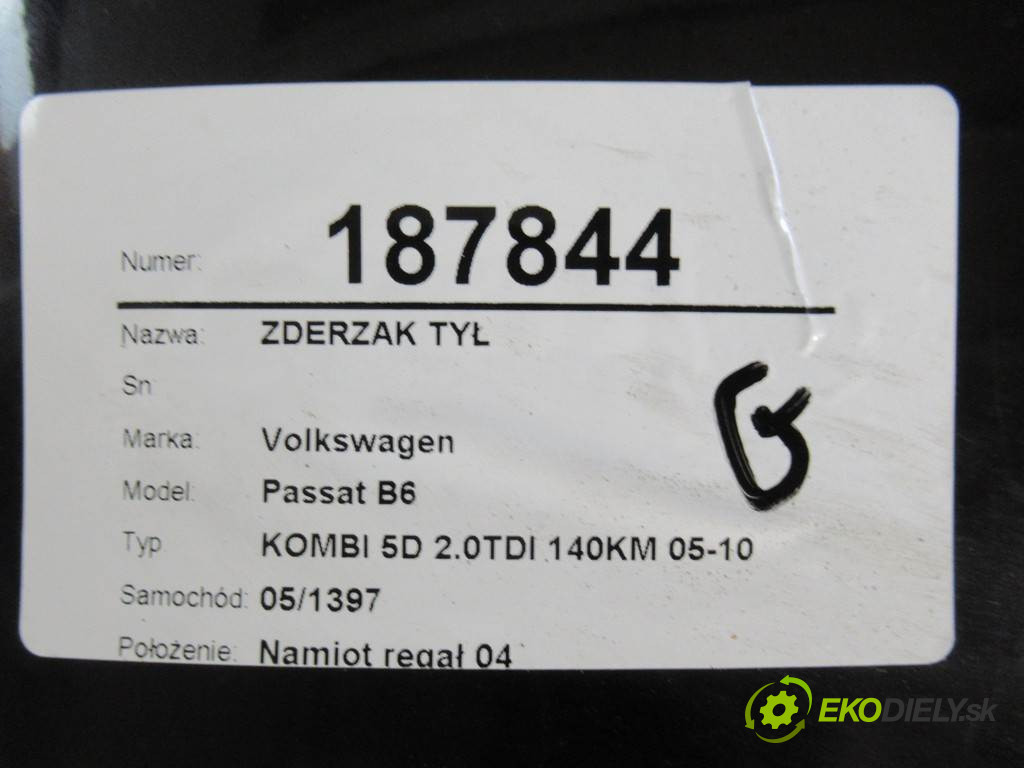 Numer: 187844
Nazwa: ZDERZAK TYŁ
Sn
Marka: Volkswagen
Model: Passat B6
Typ KOMBI 5D 2.0TDI 140KM 05-10
Samochód: 05/1397
Położenie: Namiot regał 04
G
EKODIELY.sk